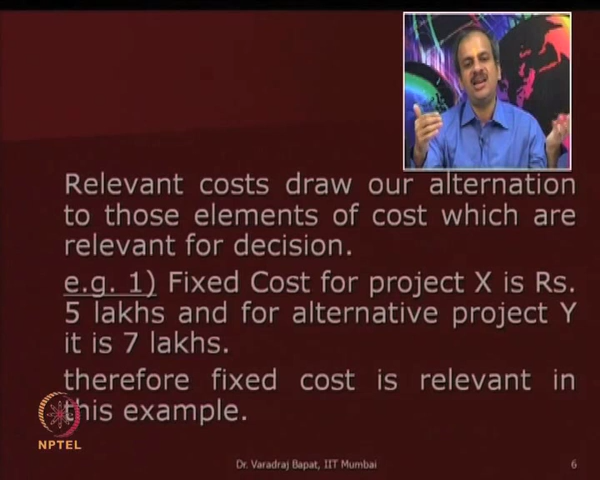 Relevant costs draw our alternation
to those elements of cost which are
relevant for decision.
e.g. 1) Fixed Cost for project X is Rs.
5 lakhs and for alternative project Y
it is 7 lakhs.
therefore fixed cost is relevant in
this example.
NPTEL
Dr. Varadraj Bapat, IIT Mumbai
6